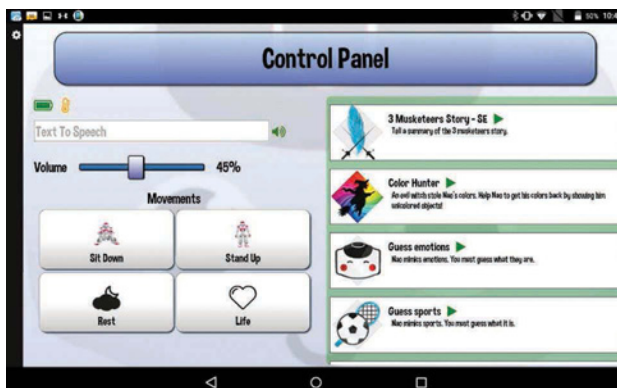 50% 10:4
Control Panel
Text To Speech
Volume 45%
Movements
Sit Down
Stand Up
Rest
Life
3 Musketeers Story - SE
Tell a summary of the 3 musketeers story.
Color Hunter
An evil witch stole Nao's colors. Help Nao to get his colors back by showing him
uncolored objects!
Guess emotions
Nao mimics emotions. You must guess what they are.
Guess sports
Nao mimics sports. You must guess what it is.